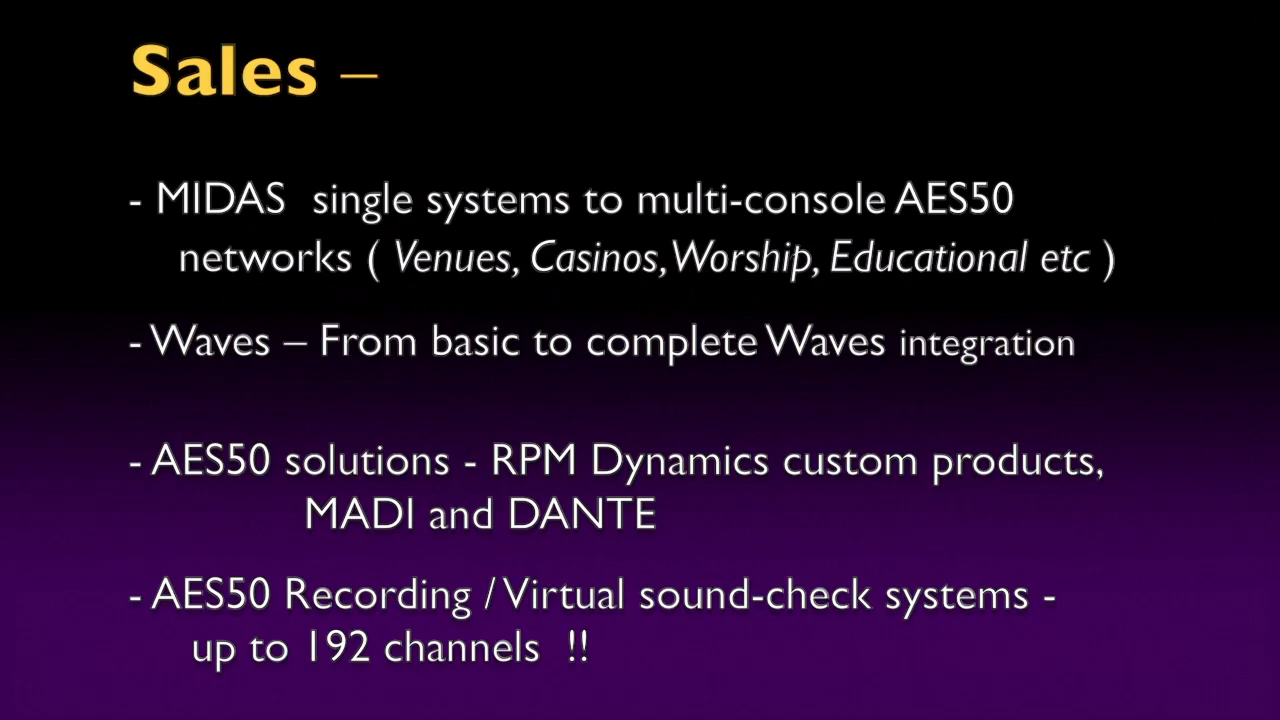 Sales –
- MIDAS single systems to multi-console AES50
networks ( Venues, Casinos, Worship, Educational etc )
- Waves – From basic to complete Waves integration
- AES50 solutions - RPM Dynamics custom products,
MADI and DANTE
- AES50 Recording / Virtual sound-check systems -
up to 192 channels !!